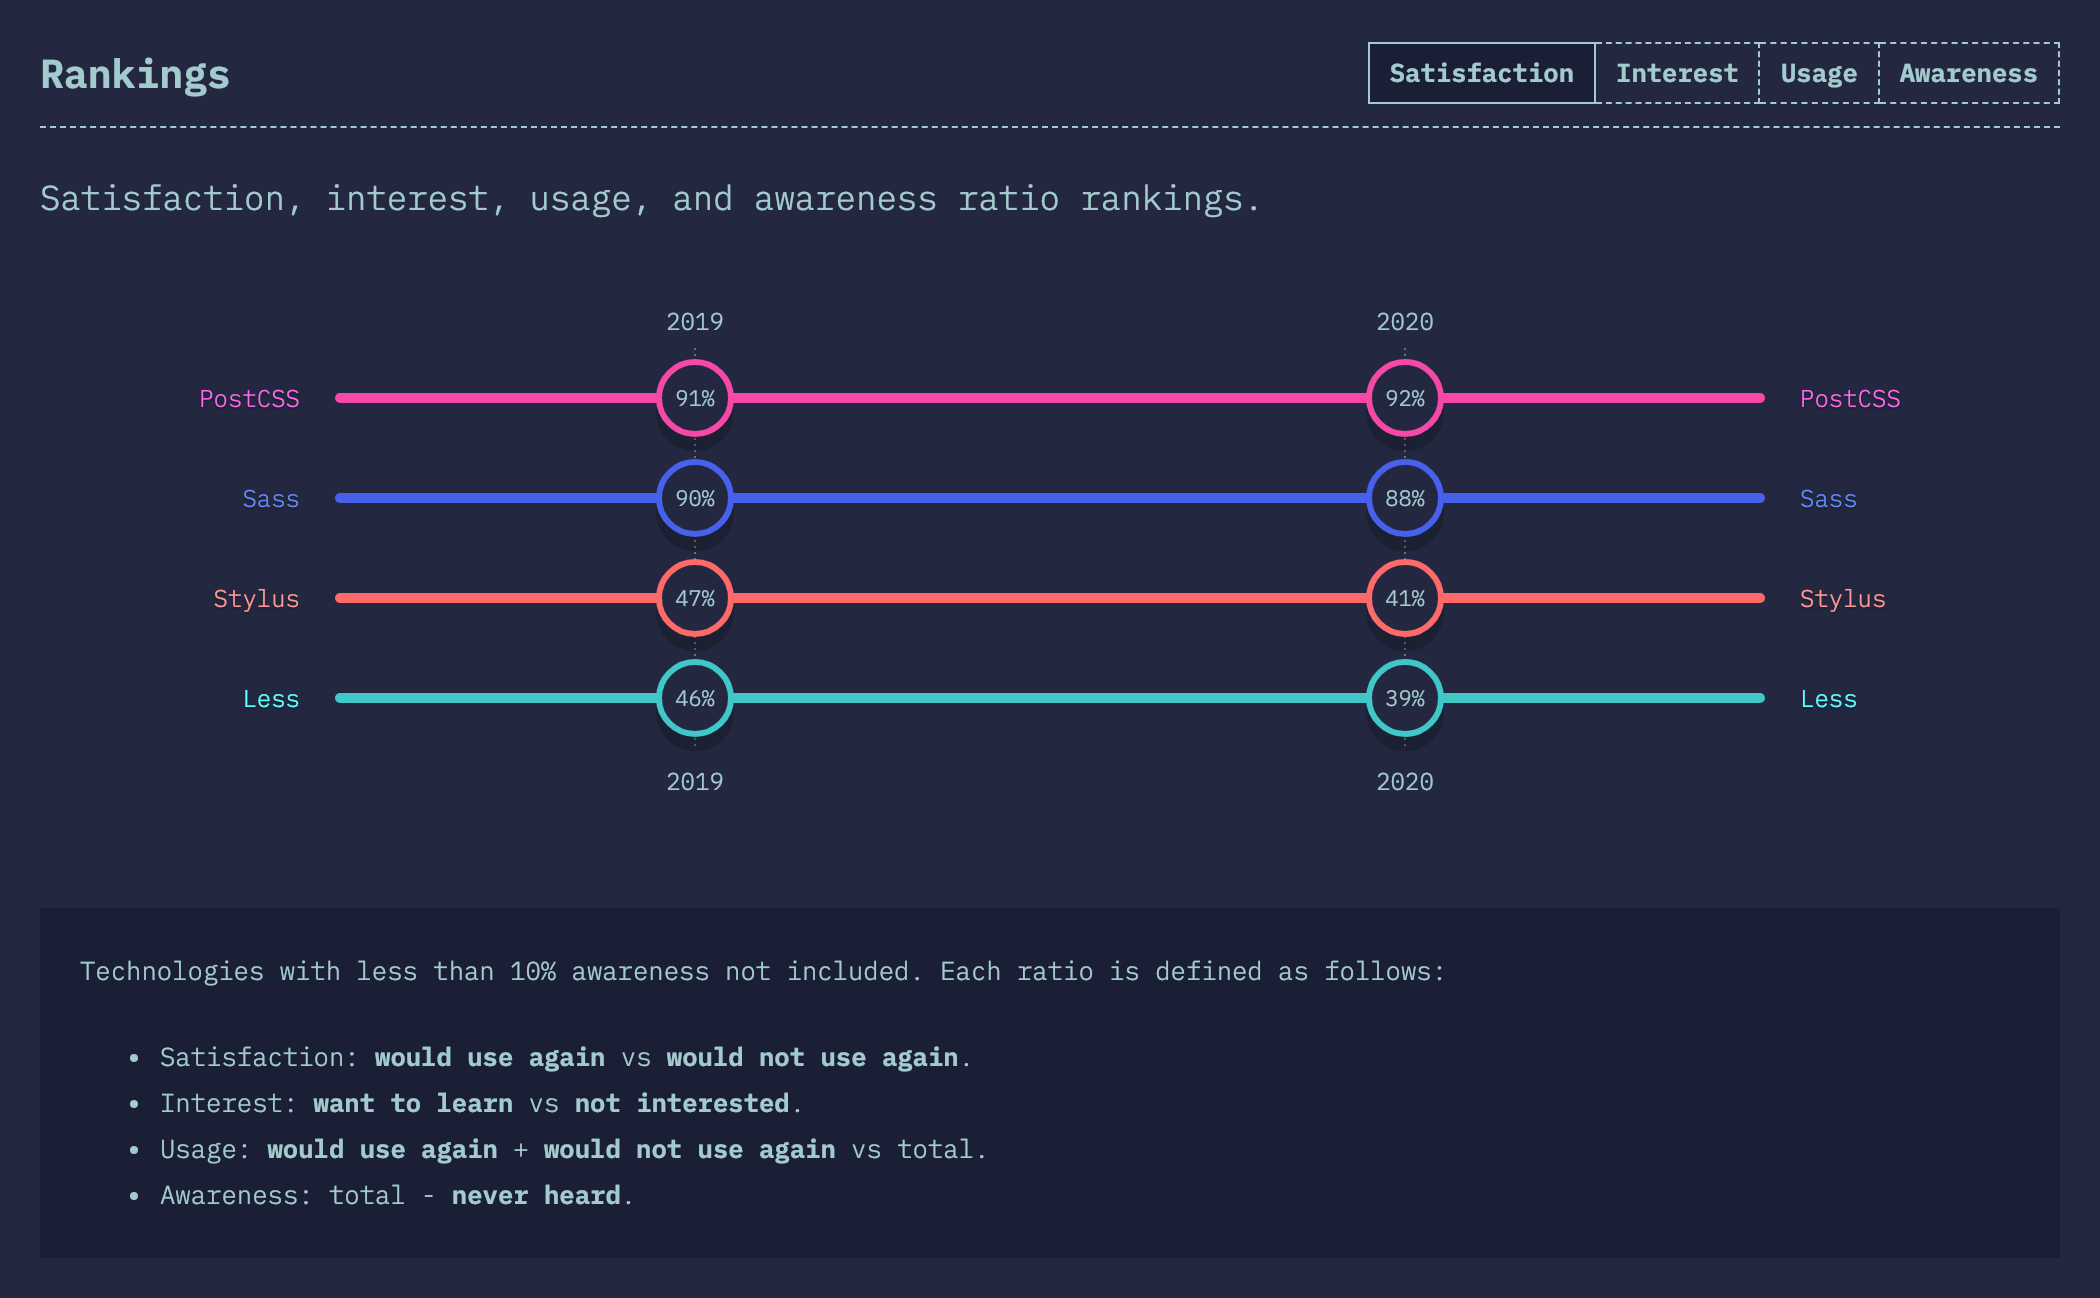 Rankings
Satisfaction Interest Usage Awareness
Satisfaction, interest, usage, and awareness ratio rankings.
2019 2020
PostCSS 91% 92% PostCSS
Sass 90% 88% Sass
Stylus 47% 41% Stylus
Less 46% 39% Less
2019 2020
Technologies with less than 10% awareness not included. Each ratio is defined as follows:
• Satisfaction: would use again vs would not use again.
• Interest: want to learn vs not interested.
• Usage: would use again + would not use again vs total.
• Awareness: total - never heard.